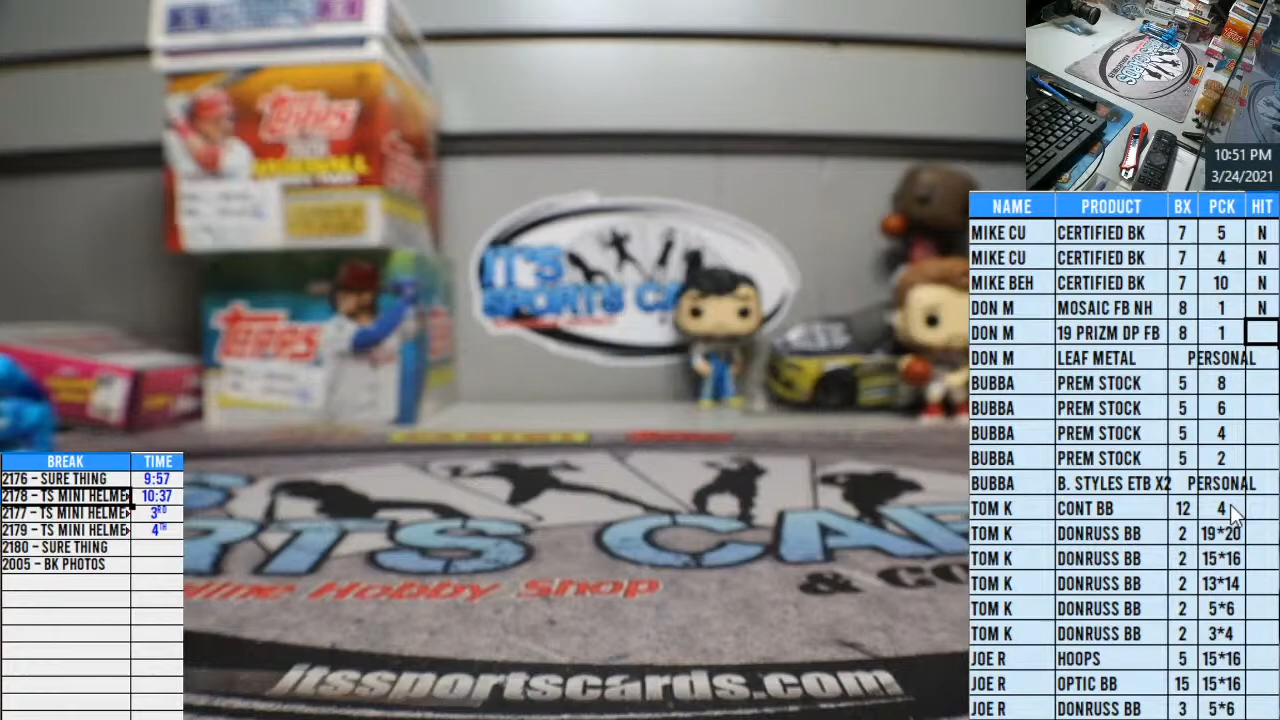 10:51 PM
3/24/2021
NAME PRODUCT BX PCK HIT
MIKE CU CERTIFIED BK 7 5 N
MIKE CU CERTIFIED BK 7 4 N
MIKE BEH CERTIFIED BK 7 10 N
DON M MOSAIC FB NH 8 1 N
DON M 19 PRIZM DP FB 8 1
DON M LEAF METAL PERSONAL
BUBBA PREM STOCK 5 8
BUBBA PREM STOCK 5 6
BUBBA PREM STOCK 5 4
BUBBA PREM STOCK 5 2
BUBBA B. STYLES ETB X2 PERSONAL
TOM K CONT BB 12 4
TOM K DONRUSS BB 2 19*20
TOM K DONRUSS BB 2 15*16
TOM K DONRUSS BB 2 13*14
TOM K DONRUSS BB 2 5*6
TOM K DONRUSS BB 2 3*4
JOE R HOOPS 5 15*16
JOE R OPTIC BB 15 15*16
JOE R DONRUSS BB 3 5*6
BREAK TIME
2176 - SURE THING 9:57
2178 - TS MINI HELME 10:37
2177 - TS MINI HELME 3RD
2179 - TS MINI HELME 4TH
2180 - SURE THING
2005 - BK PHOTOS
Topps
BASEBALL
Topps
IT'S
SPORTS CA
RTS CAR
line Hobby Shop
& CO
itssportscards.com